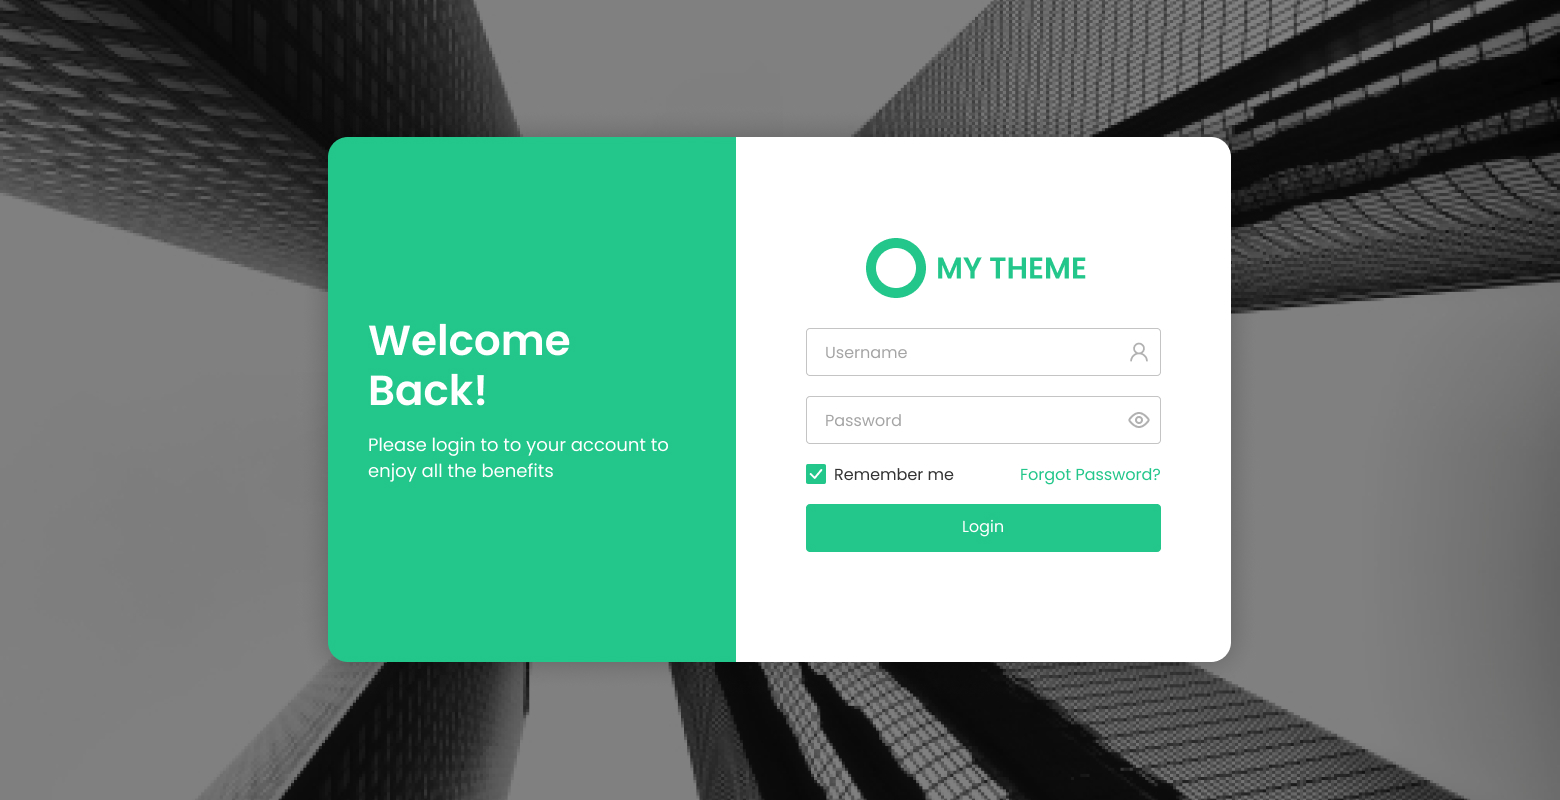 Welcome
Back!
Please login to to your account to
enjoy all the benefits
MY THEME
Username
Password
Remember me
Forgot Password?
Login